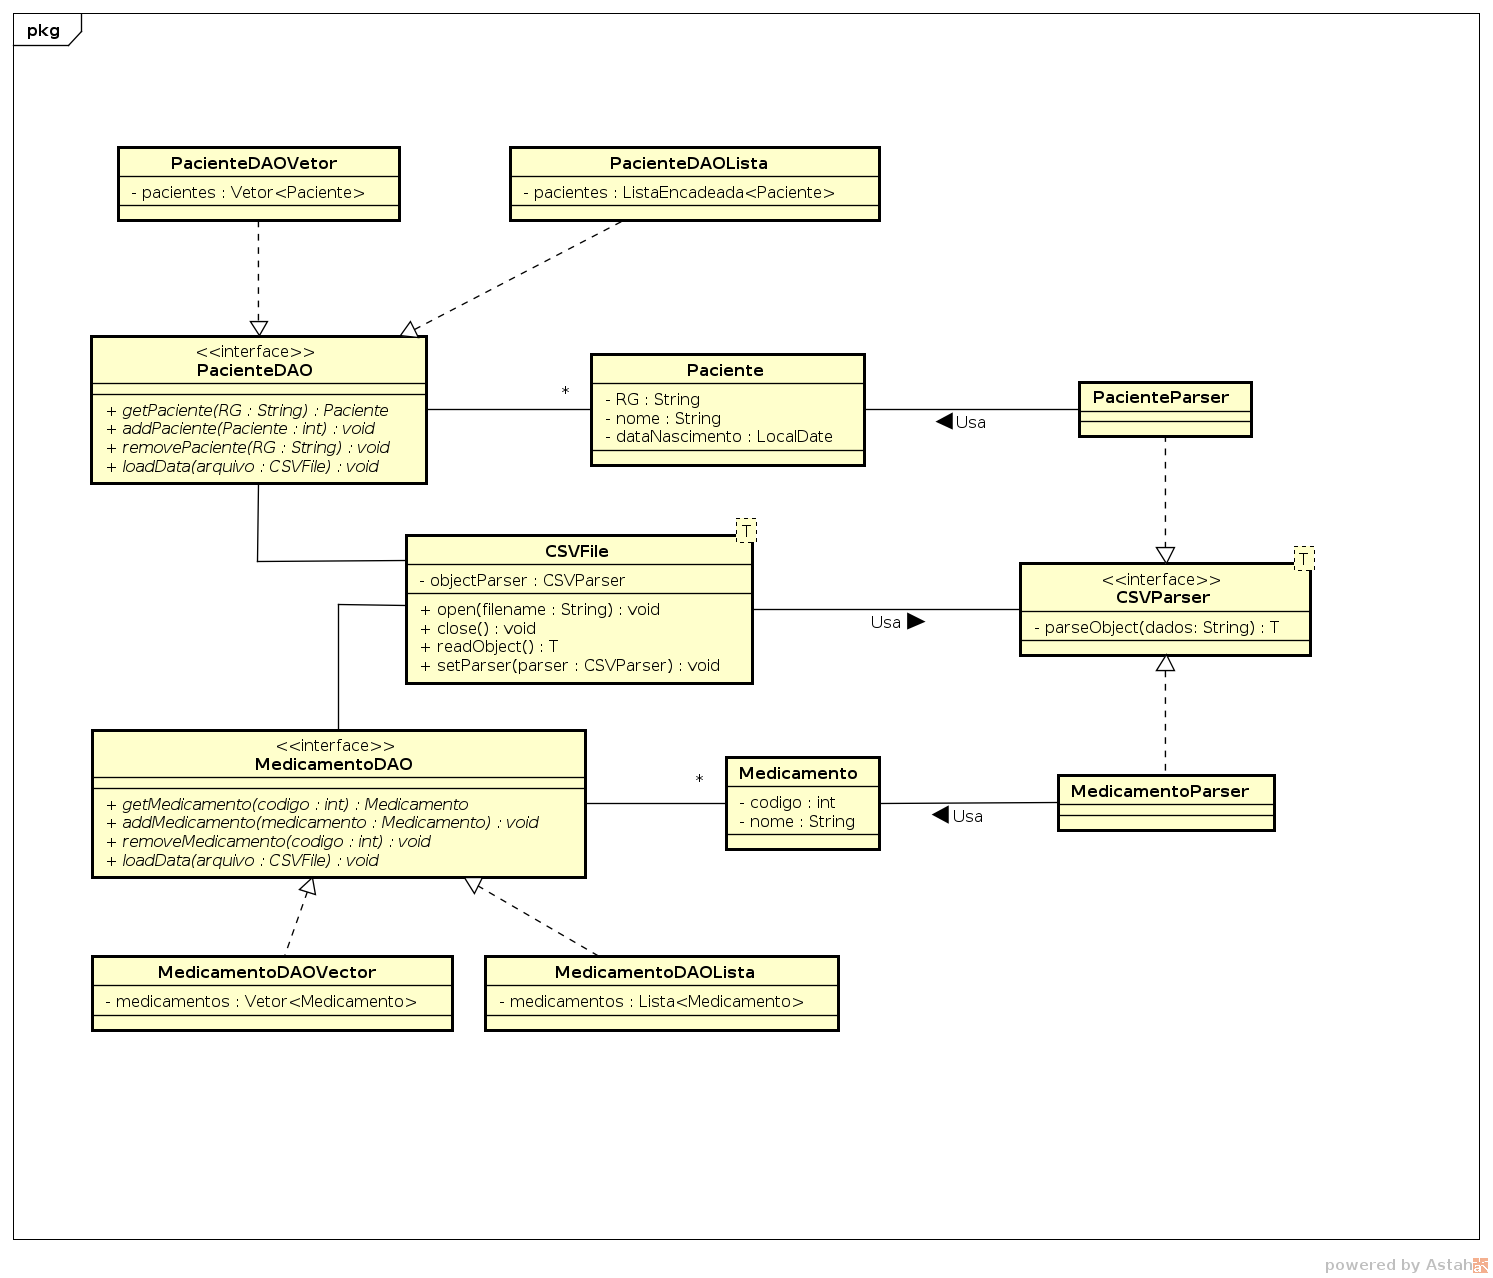 pkg
PacienteDAOVetor
- pacientes : Vetor<Paciente>
PacienteDAOLista
- pacientes : ListaEncadeada<Paciente>
<<interface>>
PacienteDAO
+ getPaciente(RG : String) : Paciente
+ addPaciente(Paciente : int) : void
+ removePaciente(RG : String) : void
+ loadData(arquivo : CSVFile) : void
*
Paciente
- RG : String
- nome : String
- dataNascimento : LocalDate
Usa
PacienteParser
T
CSVFile
- objectParser : CSVParser
+ open(filename : String) : void
+ close() : void
+ readObject() : T
+ setParser(parser : CSVParser) : void
Usa
T
<<interface>>
CSVParser
- parseObject(dados: String) : T
<<interface>>
MedicamentoDAO
+ getMedicamento(codigo : int) : Medicamento
+ addMedicamento(medicamento : Medicamento) : void
+ removeMedicamento(codigo : int) : void
+ loadData(arquivo : CSVFile) : void
*
Medicamento
- codigo : int
- nome : String
Usa
MedicamentoParser
MedicamentoDAOVector
- medicamentos : Vetor<Medicamento>
MedicamentoDAOLista
- medicamentos : Lista<Medicamento>
powered by Astah